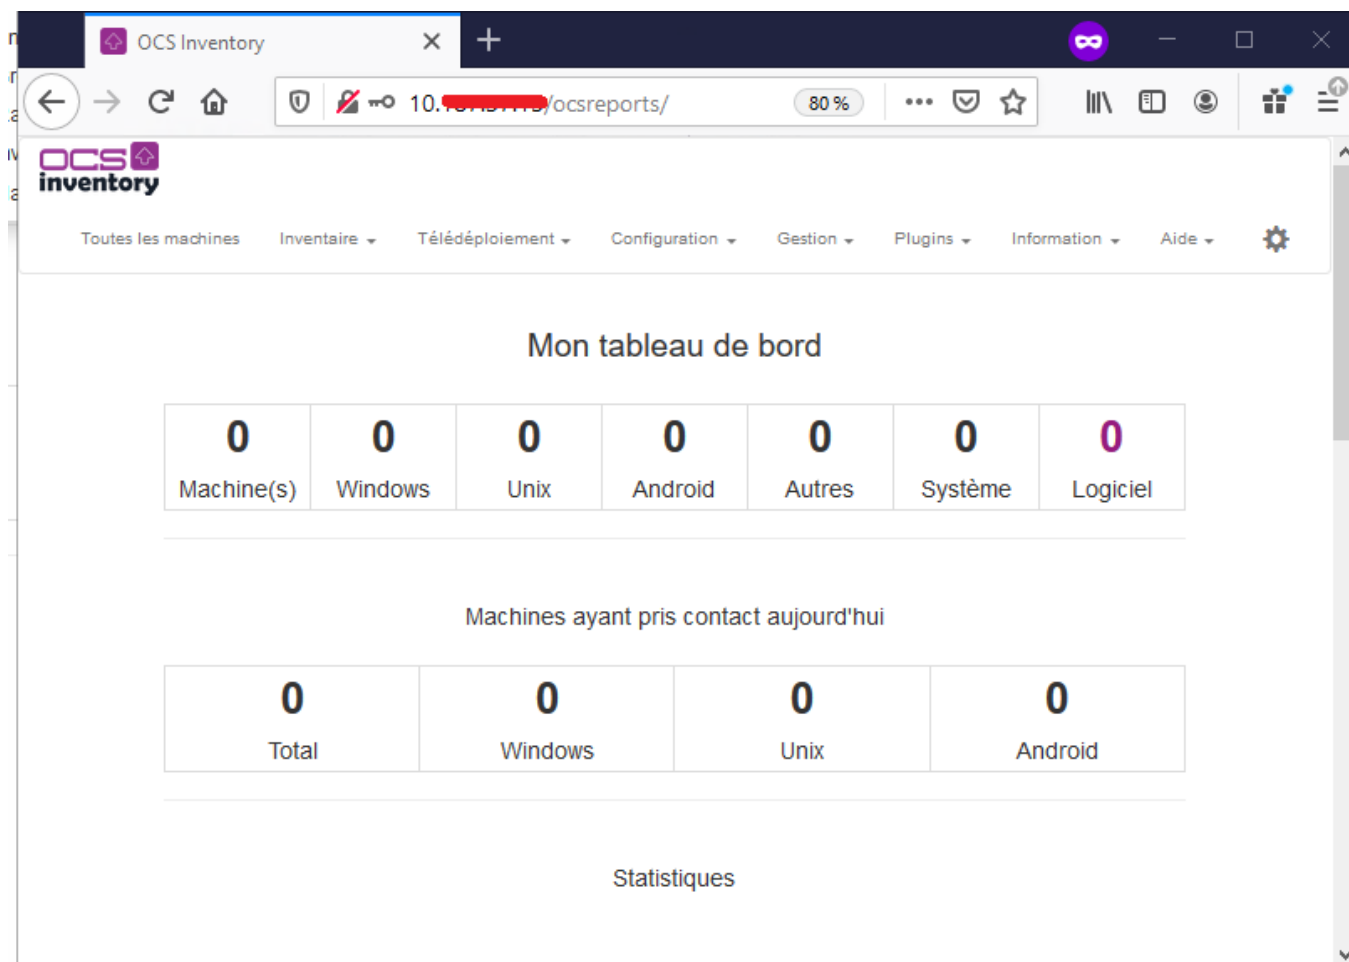 OCS Inventory
10.
/ocsreports/
80 %
OCS
inventory
Toutes les machines Inventaire Télédéploiement Configuration Gestion Plugins Information Aide
Mon tableau de bord
0 0 0 0 0 0 0
Machine(s) Windows Unix Android Autres Système Logiciel
Machines ayant pris contact aujourd'hui
0 0 0 0
Total Windows Unix Android
Statistiques